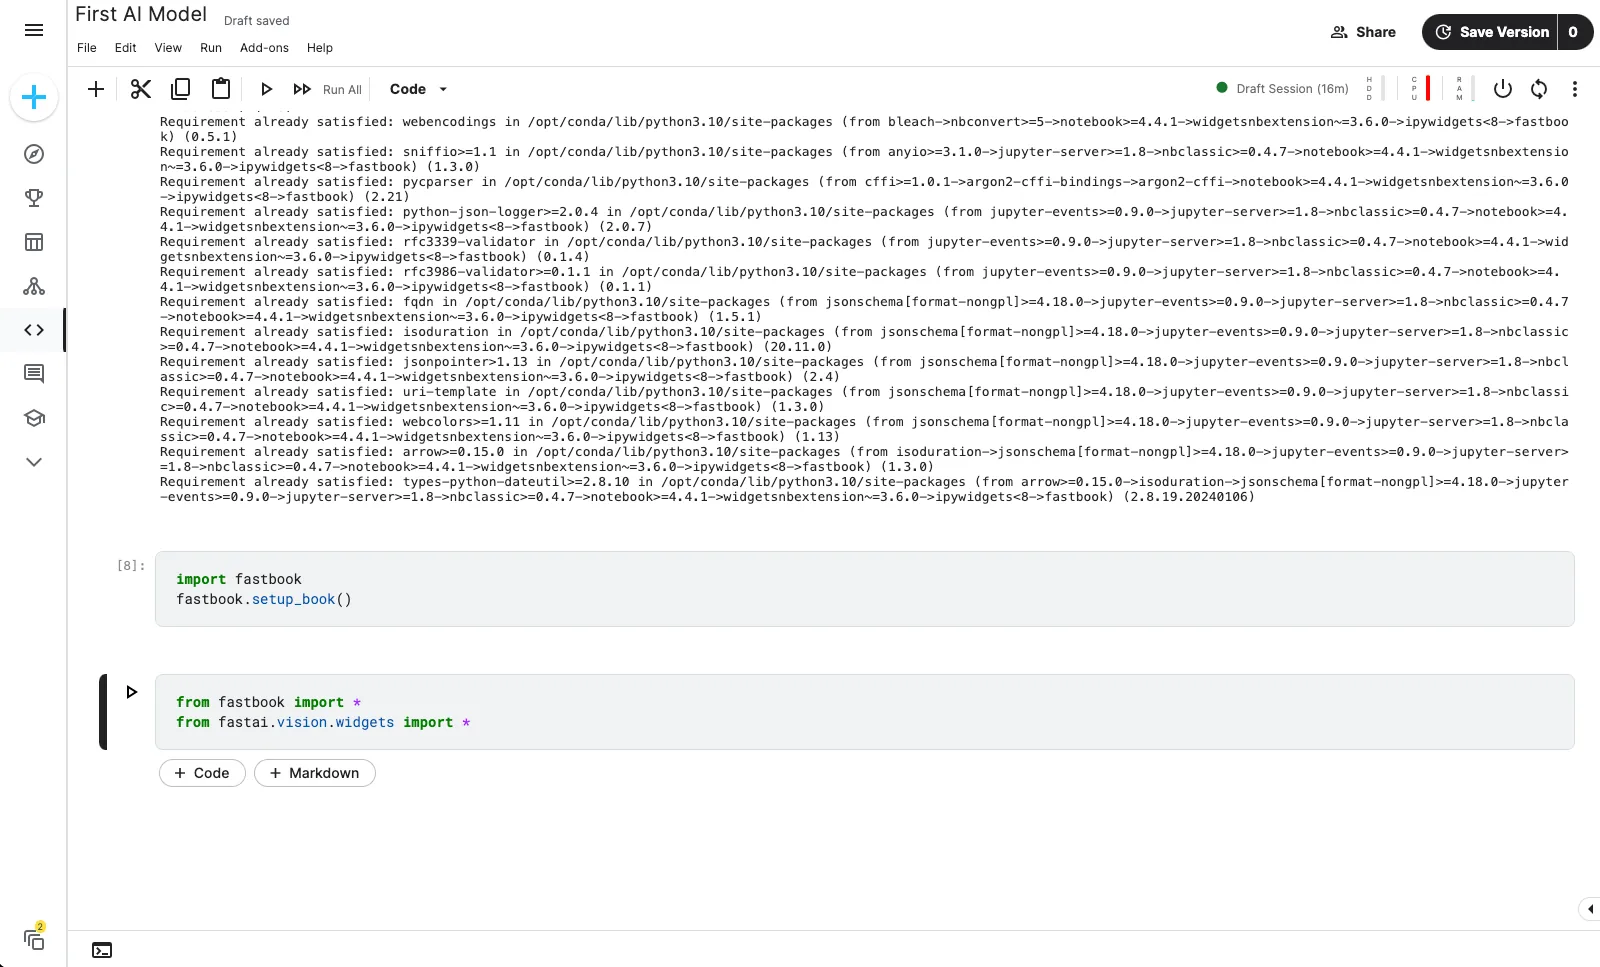 First AI Model
Draft saved
File Edit View Run Add-ons Help
Share
Save Version 0
Run All
Code
Draft Session (16m)
HDD
CPU
RAM
Requirement already satisfied: webencodings in /opt/conda/lib/python3.10/site-packages (from bleach->nbconvert>=5->notebook>=4.4.1->widgetsnbextension~=3.6.0->ipywidgets<8->fastboo
k) (0.5.1)
Requirement already satisfied: sniffio>=1.1 in /opt/conda/lib/python3.10/site-packages (from anyio>=3.1.0->jupyter-server>=1.8->nbclassic>=0.4.7->notebook>=4.4.1->widgetsnbextensio
n~=3.6.0->ipywidgets<8->fastbook) (1.3.0)
Requirement already satisfied: pycparser in /opt/conda/lib/python3.10/site-packages (from cffi>=1.0.1->argon2-cffi-bindings->argon2-cffi->notebook>=4.4.1->widgetsnbextension~=3.6.0
->ipywidgets<8->fastbook) (2.21)
Requirement already satisfied: python-json-logger>=2.0.4 in /opt/conda/lib/python3.10/site-packages (from jupyter-events>=0.9.0->jupyter-server>=1.8->nbclassic>=0.4.7->notebook>=4.
4.1->widgetsnbextension~=3.6.0->ipywidgets<8->fastbook) (2.0.7)
Requirement already satisfied: rfc3339-validator in /opt/conda/lib/python3.10/site-packages (from jupyter-events>=0.9.0->jupyter-server>=1.8->nbclassic>=0.4.7->notebook>=4.4.1->wid
getsnbextension~=3.6.0->ipywidgets<8->fastbook) (0.1.4)
Requirement already satisfied: rfc3986-validator>=0.1.1 in /opt/conda/lib/python3.10/site-packages (from jupyter-events>=0.9.0->jupyter-server>=1.8->nbclassic>=0.4.7->notebook>=4.
4.1->widgetsnbextension~=3.6.0->ipywidgets<8->fastbook) (0.1.1)
Requirement already satisfied: fqdn in /opt/conda/lib/python3.10/site-packages (from jsonschema[format-nongpl]>=4.18.0->jupyter-events>=0.9.0->jupyter-server>=1.8->nbclassic>=0.4.7
->notebook>=4.4.1->widgetsnbextension~=3.6.0->ipywidgets<8->fastbook) (1.5.1)
Requirement already satisfied: isoduration in /opt/conda/lib/python3.10/site-packages (from jsonschema[format-nongpl]>=4.18.0->jupyter-events>=0.9.0->jupyter-server>=1.8->nbclassic
>=0.4.7->notebook>=4.4.1->widgetsnbextension~=3.6.0->ipywidgets<8->fastbook) (20.11.0)
Requirement already satisfied: jsonpointer>1.13 in /opt/conda/lib/python3.10/site-packages (from jsonschema[format-nongpl]>=4.18.0->jupyter-events>=0.9.0->jupyter-server>=1.8->nbcl
assic>=0.4.7->notebook>=4.4.1->widgetsnbextension~=3.6.0->ipywidgets<8->fastbook) (2.4)
Requirement already satisfied: uri-template in /opt/conda/lib/python3.10/site-packages (from jsonschema[format-nongpl]>=4.18.0->jupyter-events>=0.9.0->jupyter-server>=1.8->nbclassi
c>=0.4.7->notebook>=4.4.1->widgetsnbextension~=3.6.0->ipywidgets<8->fastbook) (1.3.0)
Requirement already satisfied: webcolors>=1.11 in /opt/conda/lib/python3.10/site-packages (from jsonschema[format-nongpl]>=4.18.0->jupyter-events>=0.9.0->jupyter-server>=1.8->nbcla
ssic>=0.4.7->notebook>=4.4.1->widgetsnbextension~=3.6.0->ipywidgets<8->fastbook) (1.13)
Requirement already satisfied: arrow>=0.15.0 in /opt/conda/lib/python3.10/site-packages (from isoduration->jsonschema[format-nongpl]>=4.18.0->jupyter-events>=0.9.0->jupyter-server>
=1.8->nbclassic>=0.4.7->notebook>=4.4.1->widgetsnbextension~=3.6.0->ipywidgets<8->fastbook) (1.3.0)
Requirement already satisfied: types-python-dateutil>=2.8.10 in /opt/conda/lib/python3.10/site-packages (from arrow>=0.15.0->isoduration->jsonschema[format-nongpl]>=4.18.0->jupyter
-events>=0.9.0->jupyter-server>=1.8->nbclassic>=0.4.7->notebook>=4.4.1->widgetsnbextension~=3.6.0->ipywidgets<8->fastbook) (2.8.19.20240106)
[8]:
import fastbook
fastbook.setup_book()
from fastbook import *
from fastai.vision.widgets import *
+ Code
+ Markdown
2